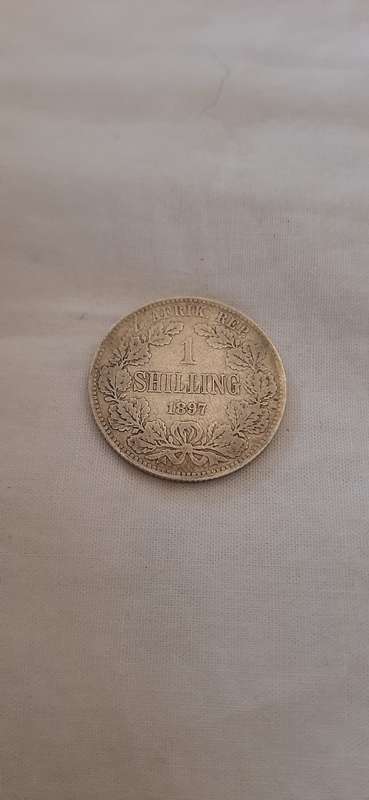 Z. AFRIK REP.
1
SHILLING
1897